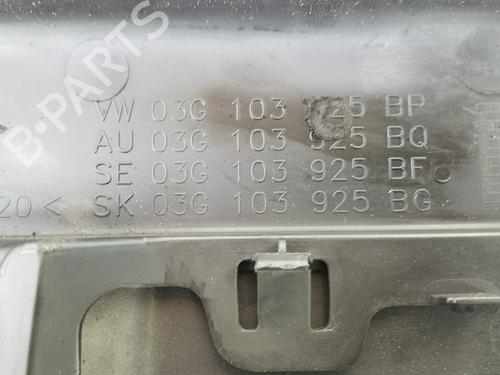 B-PARTS
VW 03G 103 925 BP
AU 03G 103 925 BQ
SE 03G 103 925 BF
20 < SK 03G 103 925 BG